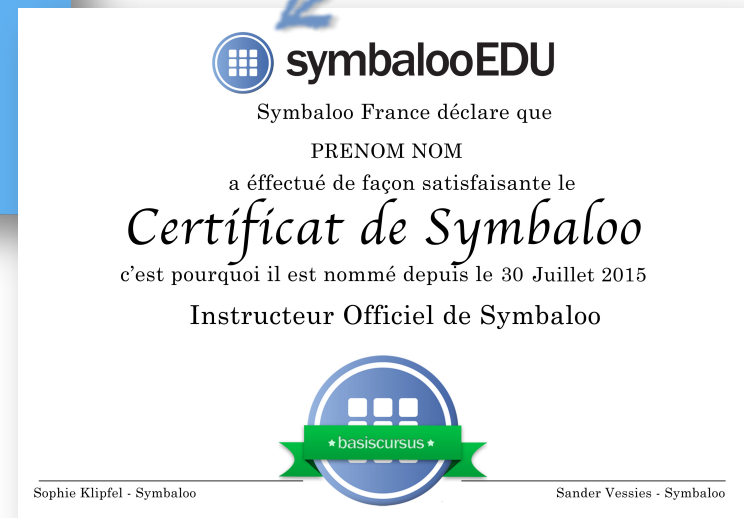 symbalooEDU
Symbaloo France déclare que
PRENOM NOM
a éffectué de façon satisfaisante le
Certificat de Symbaloo
c’est pourquoi il est nommé depuis le 30 Juillet 2015
Instructeur Officiel de Symbaloo
★basiscursus★
Sophie Klipfel - Symbaloo
Sander Vessies - Symbaloo